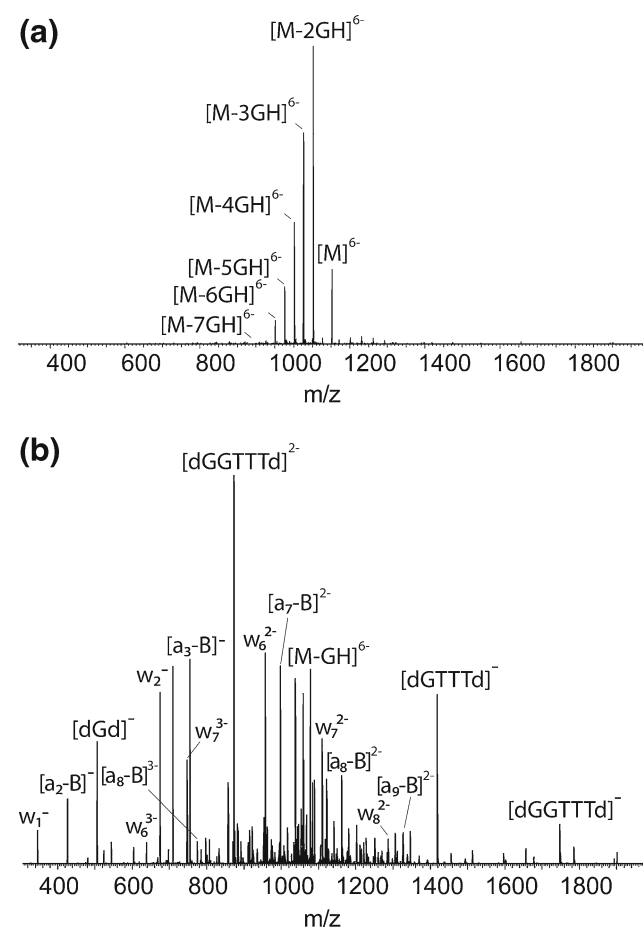 (a)
[M-2GH]⁶⁻
[M-3GH]⁶⁻
[M-4GH]⁶⁻
[M]⁶⁻
[M-5GH]⁶⁻
[M-6GH]⁶⁻
[M-7GH]⁶⁻
400 600 800 1000 1200 1400 1600 1800
m/z
(b)
[dGGTTTd]²⁻
[a₇-B]²⁻
[a₃-B]⁻ w₆²⁻
[M-GH]⁶⁻
w₂⁻ [dGTTTd]⁻
[dGd]⁻ w₇³⁻ w₇²⁻
[a₂-B]⁻ [a₈-B]³⁻ [a₈-B]²⁻
[a₉-B]²⁻
w₁⁻ w₆³⁻ w₈²⁻ [dGGTTTd]⁻
400 600 800 1000 1200 1400 1600 1800
m/z